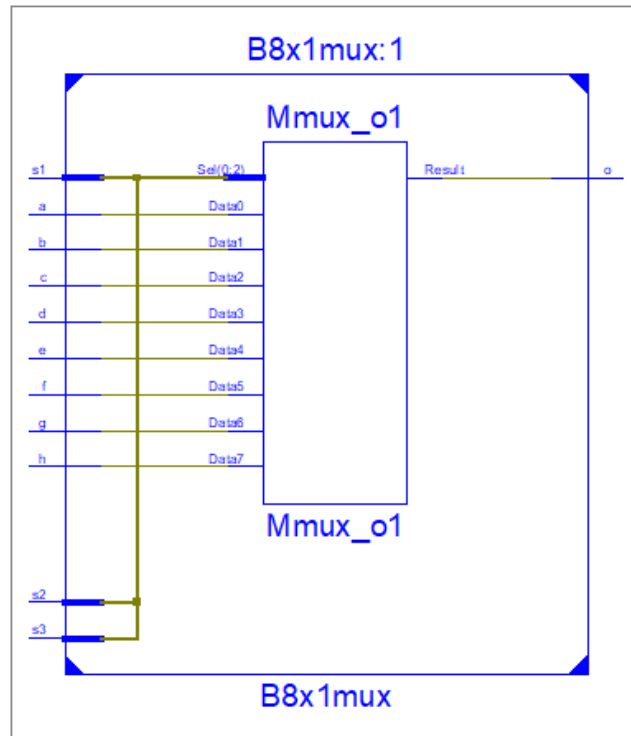 B8x1mux:1
Mmux_o1
s1 Sel(0:2) Result o
a Data0
b Data1
c Data2
d Data3
e Data4
f Data5
g Data6
h Data7
Mmux_o1
s2
s3
B8x1mux